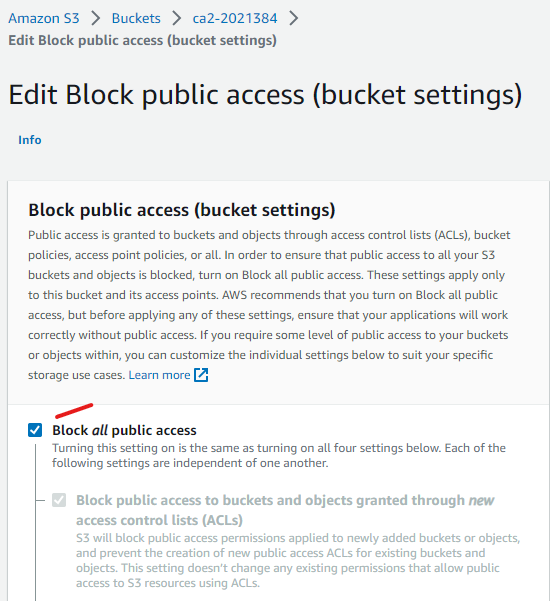 Amazon S3 > Buckets > ca2-2021384 >
Edit Block public access (bucket settings)
Edit Block public access (bucket settings)
Info
Block public access (bucket settings)
Public access is granted to buckets and objects through access control lists (ACLs), bucket
policies, access point policies, or all. In order to ensure that public access to all your S3
buckets and objects is blocked, turn on Block all public access. These settings apply only
to this bucket and its access points. AWS recommends that you turn on Block all public
access, but before applying any of these settings, ensure that your applications will work
correctly without public access. If you require some level of public access to your buckets
or objects within, you can customize the individual settings below to suit your specific
storage use cases. Learn more
Block all public access
Turning this setting on is the same as turning on all four settings below. Each of the
following settings are independent of one another.
Block public access to buckets and objects granted through new
access control lists (ACLs)
S3 will block public access permissions applied to newly added buckets or objects,
and prevent the creation of new public access ACLs for existing buckets and
objects. This setting doesn't change any existing permissions that allow public
access to S3 resources using ACLs.